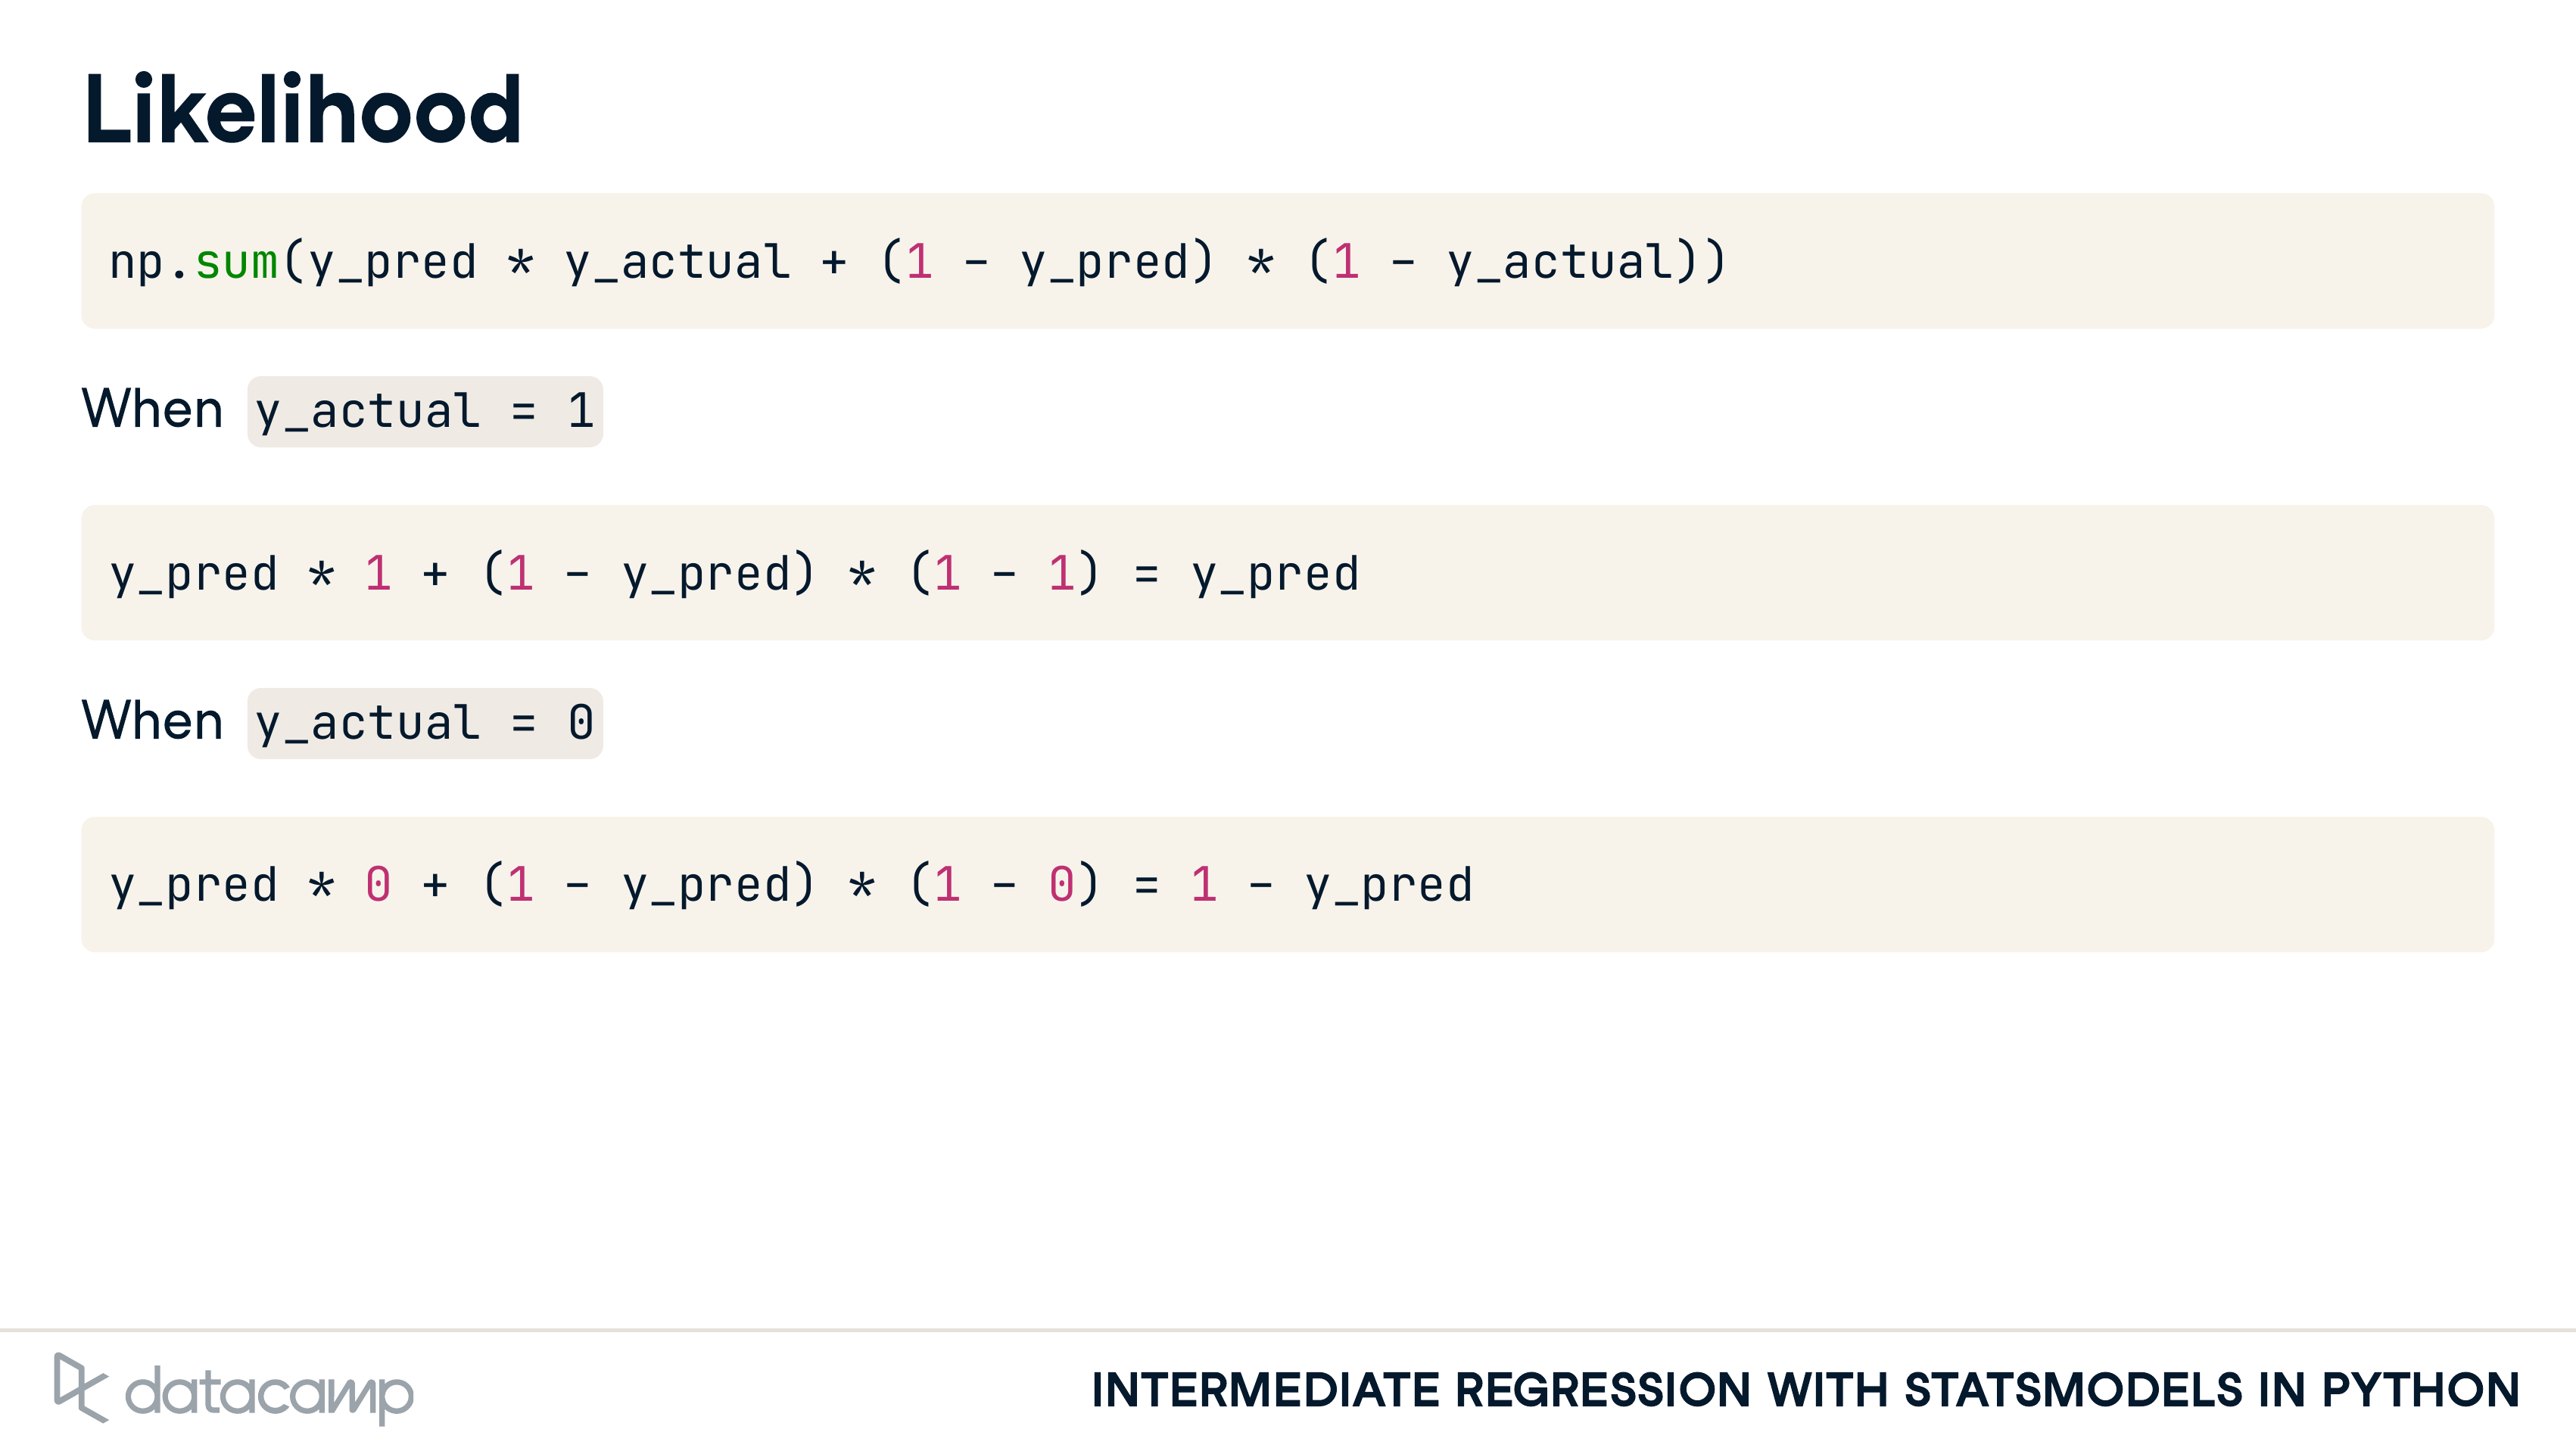 Likelihood
np.sum(y_pred * y_actual + (1 - y_pred) * (1 - y_actual))
When y_actual = 1
y_pred * 1 + (1 - y_pred) * (1 - 1) = y_pred
When y_actual = 0
y_pred * 0 + (1 - y_pred) * (1 - 0) = 1 - y_pred
datacamp
INTERMEDIATE REGRESSION WITH STATSMODELS IN PYTHON